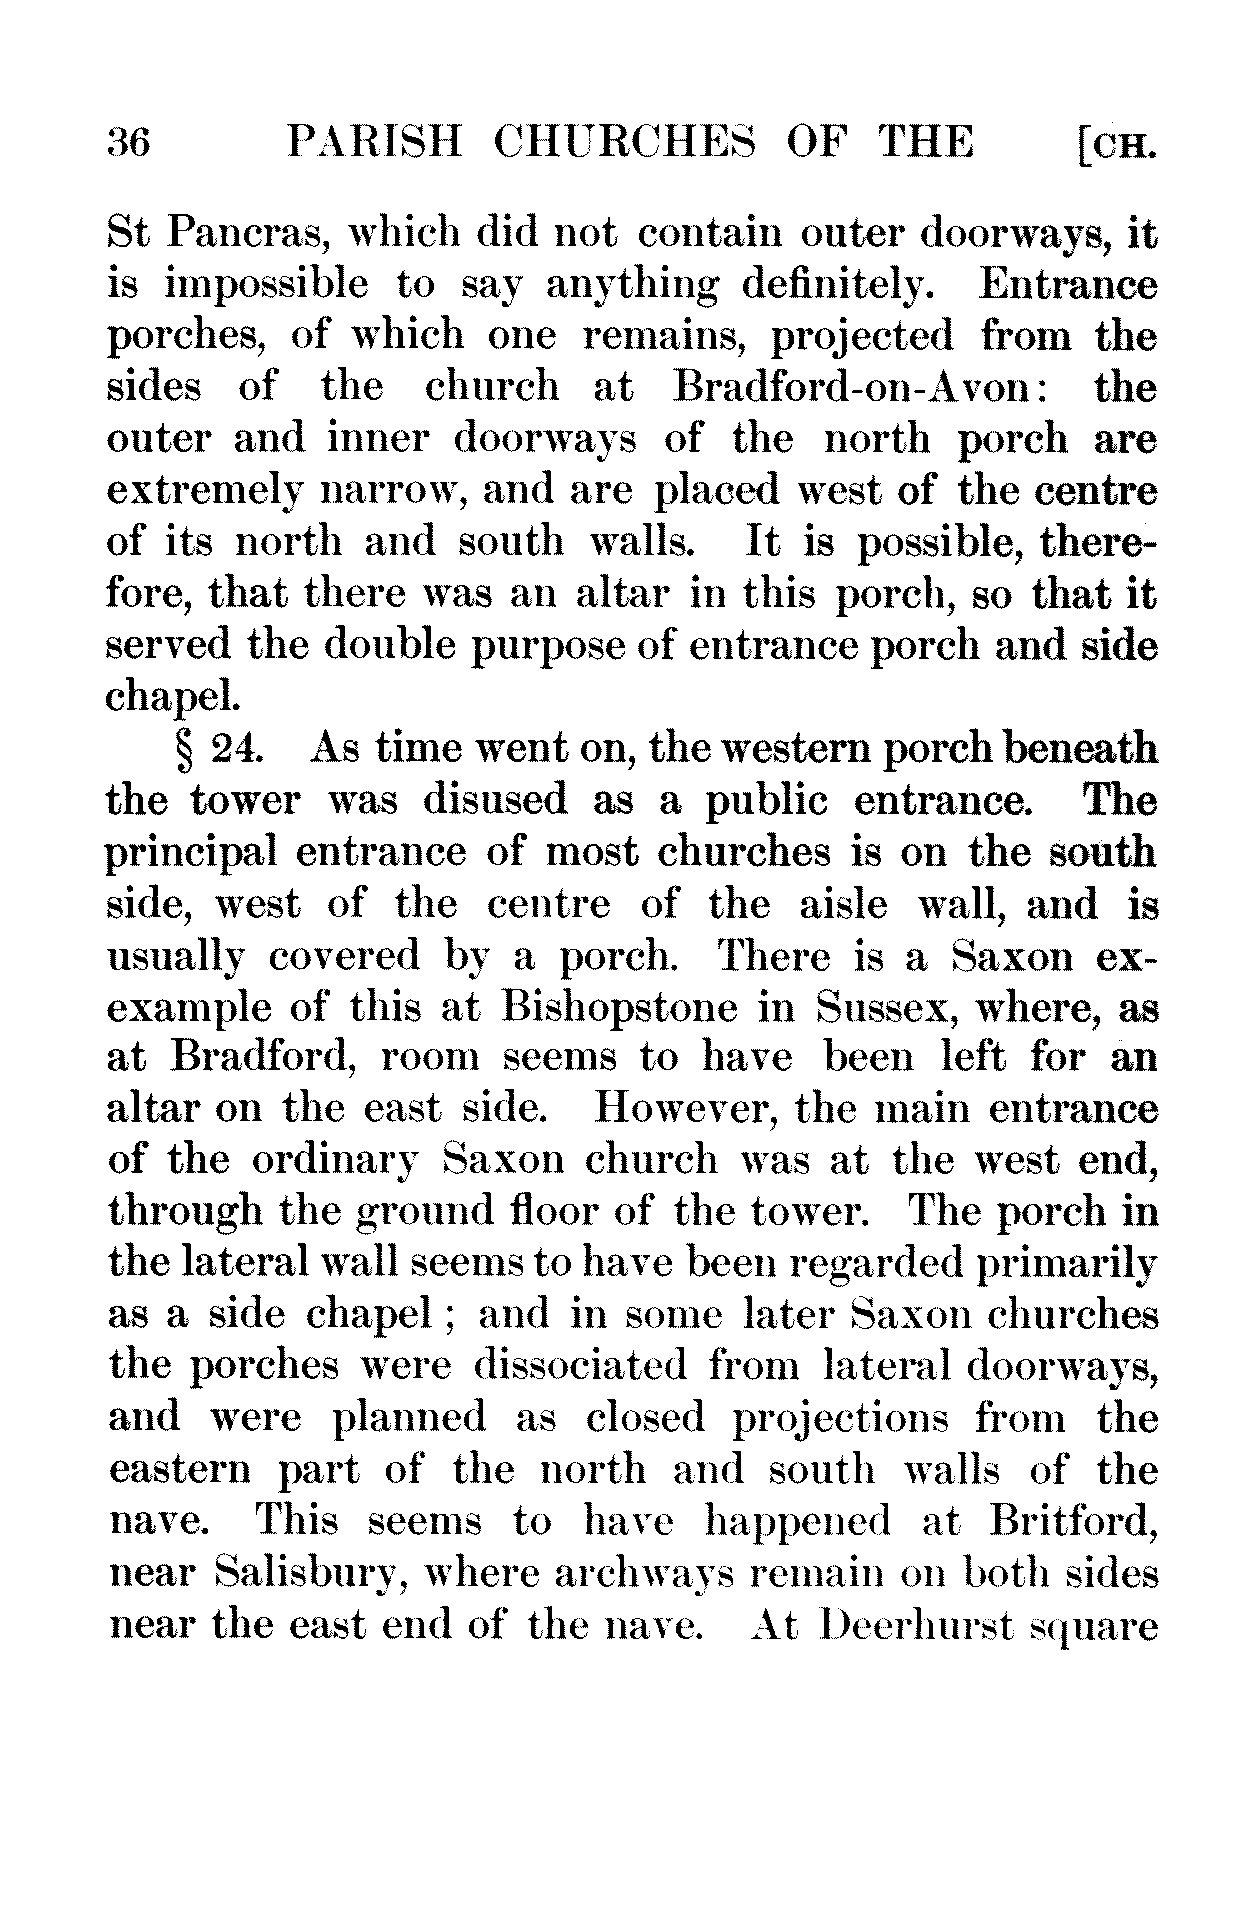 36 PARISH CHURCHES OF THE [CH.
St Pancras, which did not contain outer doorways, it
is impossible to say anything definitely. Entrance
porches, of which one remains, projected from the
sides of the church at Bradford-on-Avon: the
outer and inner doorways of the north porch are
extremely narrow, and are placed west of the centre
of its north and south walls. It is possible, there-
fore, that there was an altar in this porch, so that it
served the double purpose of entrance porch and side
chapel.
§ 24. As time went on, the western porch beneath
the tower was disused as a public entrance. The
principal entrance of most churches is on the south
side, west of the centre of the aisle wall, and is
usually covered by a porch. There is a Saxon ex-
example of this at Bishopstone in Sussex, where, as
at Bradford, room seems to have been left for an
altar on the east side. However, the main entrance
of the ordinary Saxon church was at the west end,
through the ground floor of the tower. The porch in
the lateral wall seems to have been regarded primarily
as a side chapel ; and in some later Saxon churches
the porches were dissociated from lateral doorways,
and were planned as closed projections from the
eastern part of the north and south walls of the
nave. This seems to have happened at Britford,
near Salisbury, where archways remain on both sides
near the east end of the nave. At Deerhurst square